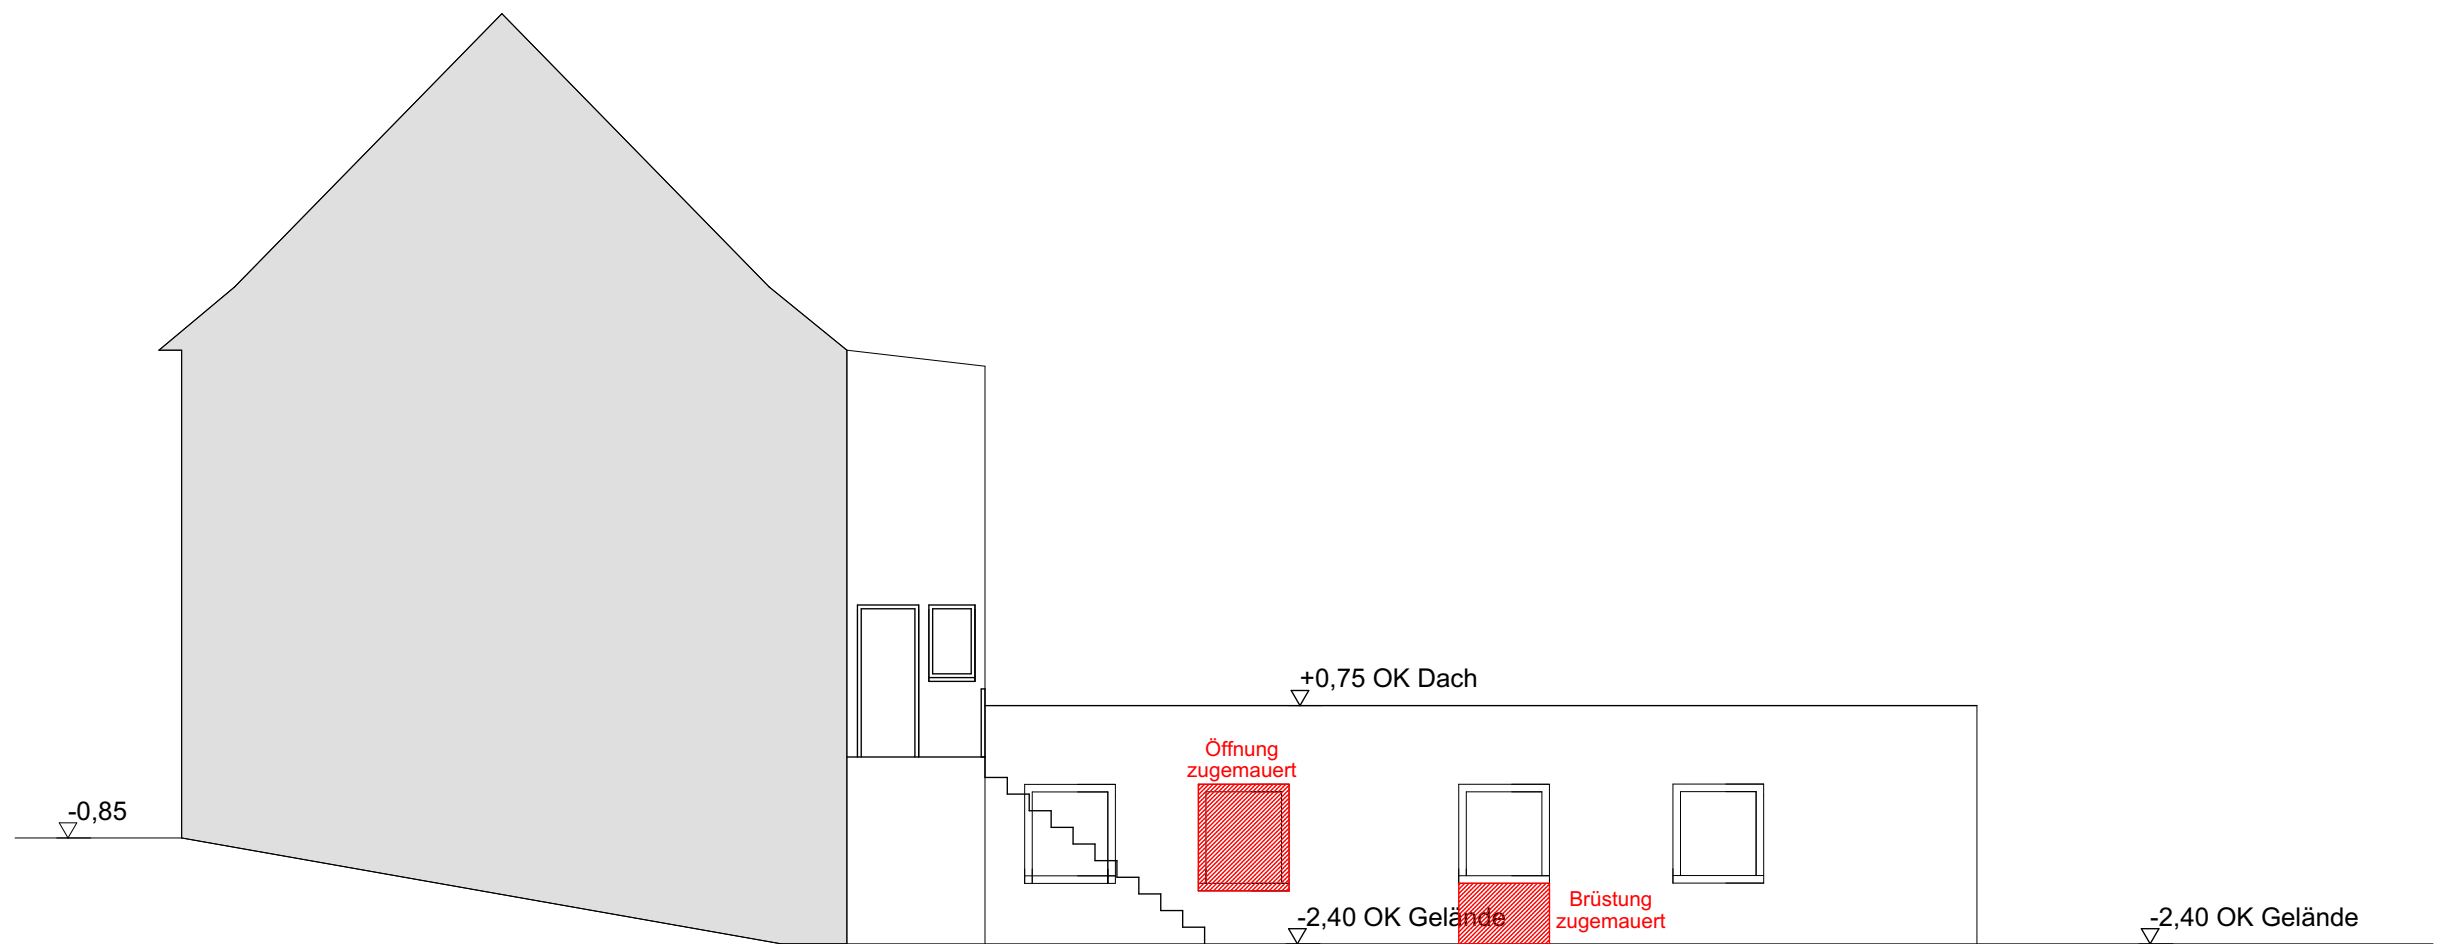 +0,75 OK Dach
Öffnung
zugemauert
-0,85
Brüstung
zugemauert
-2,40 OK Gelände
-2,40 OK Gelände